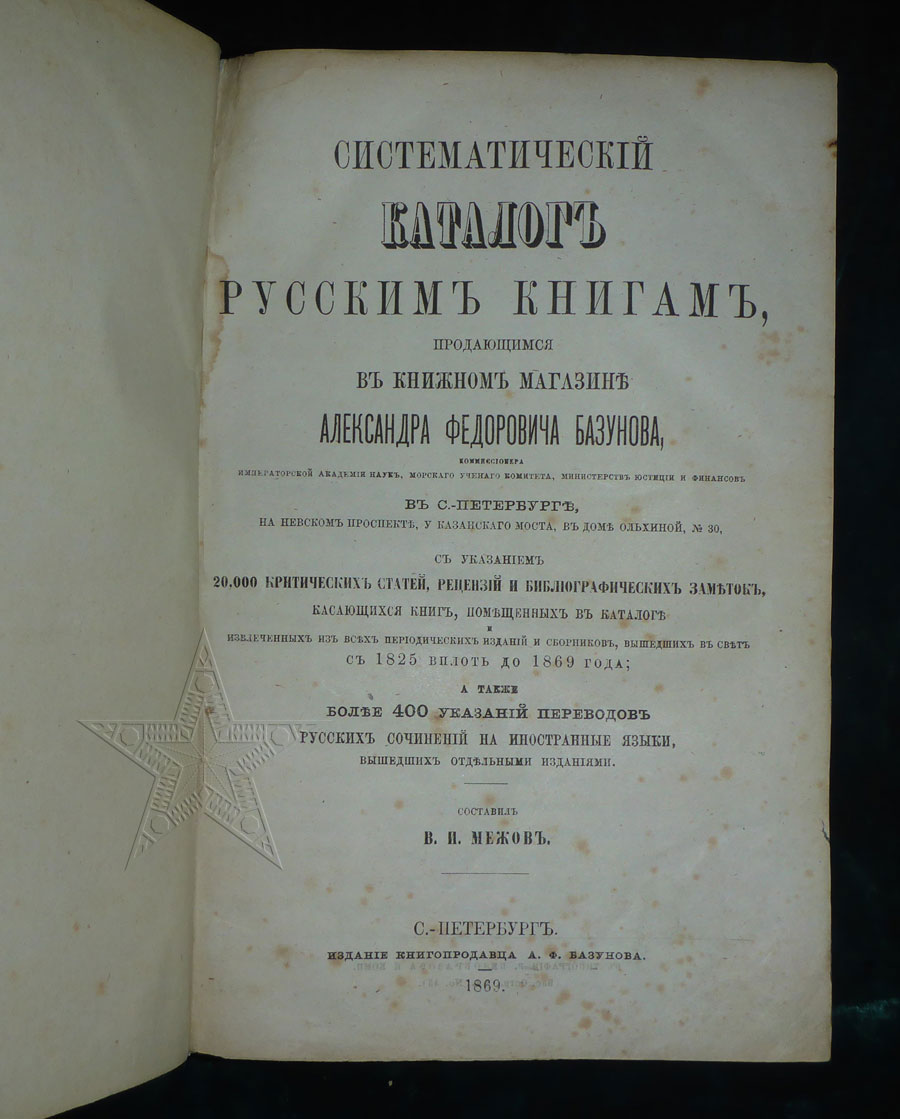 СИСТЕМАТИЧЕСКІЙ
КАТАЛОГЪ
РУССКИМЪ КНИГАМЪ,
ПРОДАЮЩИМСЯ
ВЪ КНИЖНОМЪ МАГАЗИНѢ
АЛЕКСАНДРА ФЕДОРОВИЧА БАЗУНОВА,
КОММИССІОНЕРА
ИМПЕРАТОРСКОЙ АКАДЕМІИ НАУКЪ, МОРСКАГО УЧЕНАГО КОМИТЕТА, МИНИСТЕРСТВЪ ЮСТИЦІИ И ФИНАНСОВЪ
ВЪ С.-ПЕТЕРБУРГѢ,
НА НЕВСКОМЪ ПРОСПЕКТѢ, У КАЗАНСКАГО МОСТА, ВЪ ДОМѢ ОЛЬХИНОЙ, № 30,
СЪ УКАЗАНІЕМЪ
20,000 КРИТИЧЕСКИХЪ СТАТЕЙ, РЕЦЕНЗІЙ И БИБЛІОГРАФИЧЕСКИХЪ ЗАМѢТОКЪ,
КАСАЮЩИХСЯ КНИГЪ, ПОМѢЩЕННЫХЪ ВЪ КАТАЛОГѢ
И
ИЗВЛЕЧЕННЫХЪ ИЗЪ ВСѢХЪ ПЕРІОДИЧЕСКИХЪ ИЗДАНІЙ И СБОРНИКОВЪ, ВЫШЕДШИХЪ ВЪ СВѢТЪ
СЪ 1825 ВПЛОТЬ ДО 1869 ГОДА;
А ТАКЖЕ
БОЛѢЕ 400 УКАЗАНІЙ ПЕРЕВОДОВЪ
РУССКИХЪ СОЧИНЕНІЙ НА ИНОСТРАННЫЕ ЯЗЫКИ,
ВЫШЕДШИХЪ ОТДѢЛЬНЫМИ ИЗДАНІЯМИ.
СОСТАВИЛЪ
В. И. МЕЖОВЪ.
С.-ПЕТЕРБУРГЪ.
ИЗДАНІЕ КНИГОПРОДАВЦА А. Ф. БАЗУНОВА.
1869.